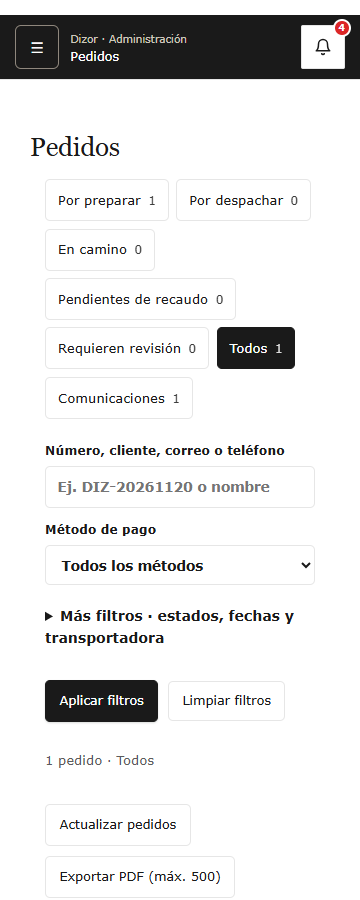 ☰
Dizor · Administración
Pedidos
4
Pedidos
Por preparar 1
Por despachar 0
En camino 0
Pendientes de recaudo 0
Requieren revisión 0
Todos 1
Comunicaciones 1
Número, cliente, correo o teléfono
Ej. DIZ-20261120 o nombre
Método de pago
Todos los métodos
▶ Más filtros · estados, fechas y
transportadora
Aplicar filtros
Limpiar filtros
1 pedido · Todos
Actualizar pedidos
Exportar PDF (máx. 500)